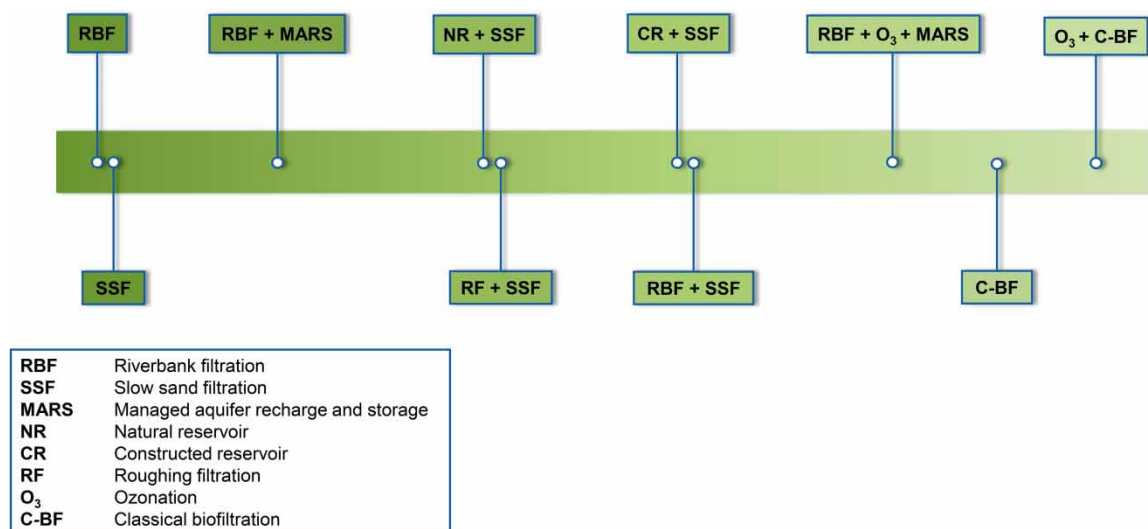 RBF
RBF + MARS
NR + SSF
CR + SSF
RBF + O₃ + MARS
O₃ + C-BF
SSF
RF + SSF
RBF + SSF
C-BF
RBF Riverbank filtration
SSF Slow sand filtration
MARS Managed aquifer recharge and storage
NR Natural reservoir
CR Constructed reservoir
RF Roughing filtration
O₃ Ozonation
C-BF Classical biofiltration